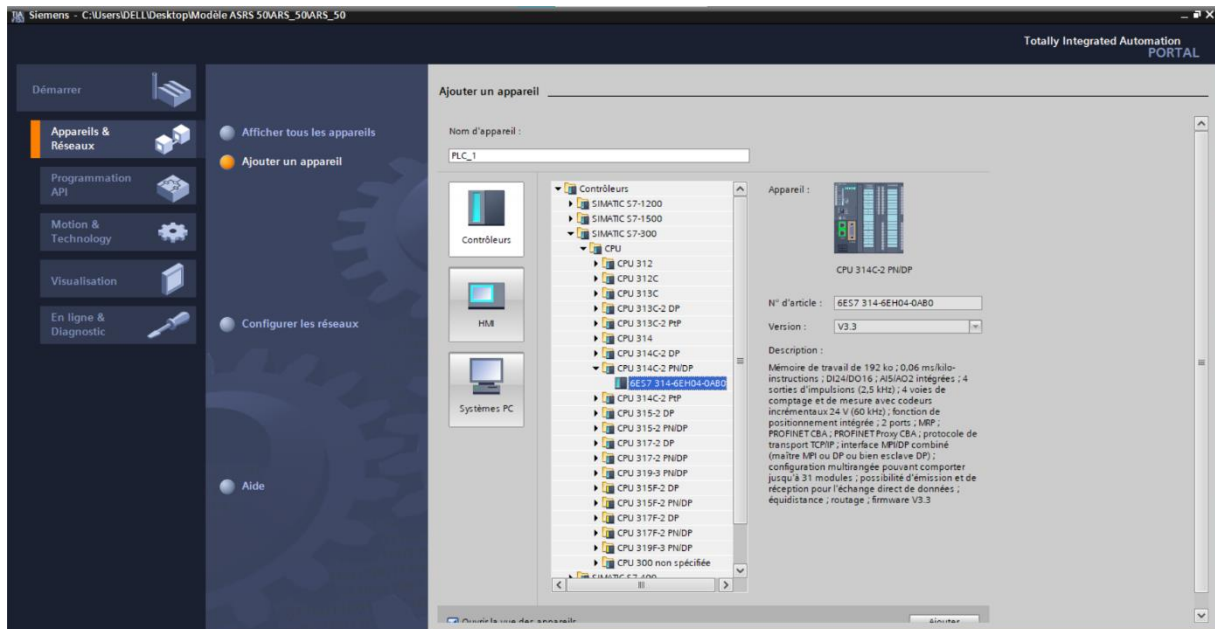 Siemens - C:\Users\DELL\Desktop\Modèle ASRS 50\ARS_50\ARS_50
Totally Integrated Automation
PORTAL
Démarrer
Appareils &
Réseaux
Programmation
API
Motion &
Technology
Visualisation
En ligne &
Diagnostic
Afficher tous les appareils
Ajouter un appareil
Configurer les réseaux
Aide
Ajouter un appareil
Nom d'appareil :
PLC_1
Contrôleurs
HMI
Systèmes PC
Contrôleurs
SIMATIC S7-1200
SIMATIC S7-1500
SIMATIC S7-300
CPU
CPU 312
CPU 312C
CPU 313C
CPU 313C-2 DP
CPU 313C-2 PtP
CPU 314
CPU 314C-2 DP
CPU 314C-2 PN/DP
6ES7 314-6EH04-0AB0
CPU 314C-2 PtP
CPU 315-2 DP
CPU 315-2 PN/DP
CPU 317-2 DP
CPU 317-2 PN/DP
CPU 319-3 PN/DP
CPU 315F-2 DP
CPU 315F-2 PN/DP
CPU 317F-2 DP
CPU 317F-2 PN/DP
CPU 319F-3 PN/DP
CPU 300 non spécifiée
SIMATIC S7-400
Appareil :
CPU 314C-2 PN/DP
N° d'article : 6ES7 314-6EH04-0AB0
Version : V3.3
Description :
Mémoire de travail de 192 ko ; 0,06 ms/kilo-
instructions ; DI24/DO16 ; AI5/AO2 intégrées ; 4
sorties d'impulsions (2,5 kHz) ; 4 voies de
comptage et de mesure avec codeurs
incrémentaux 24 V (60 kHz) ; fonction de
positionnement intégrée ; 2 ports ; MRP ;
PROFINET CBA ; PROFINET Proxy CBA ; protocole de
transport TCP/IP ; interface MPI/DP combiné
(maître MPI ou DP ou bien esclave DP) ;
configuration multirangée pouvant comporter
jusqu'à 31 modules ; possibilité d'émission et de
réception pour l'échange direct de données ;
équidistance ; routage ; firmware V3.3
Ouvrir la vue des appareils
Ajouter